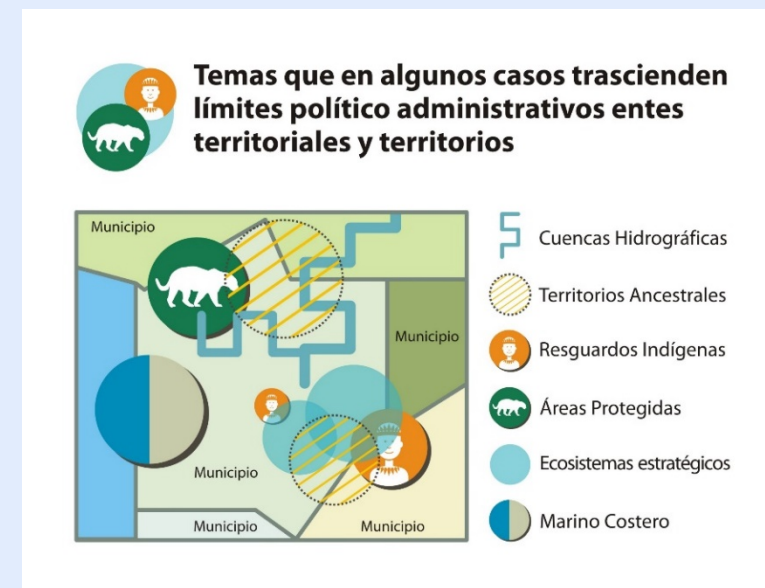 Temas que en algunos casos trascienden
límites político administrativos entes
territoriales y territorios
Municipio
Municipio
Municipio
Municipio
Municipio
Cuencas Hidrográficas
Territorios Ancestrales
Resguardos Indígenas
Áreas Protegidas
Ecosistemas estratégicos
Marino Costero